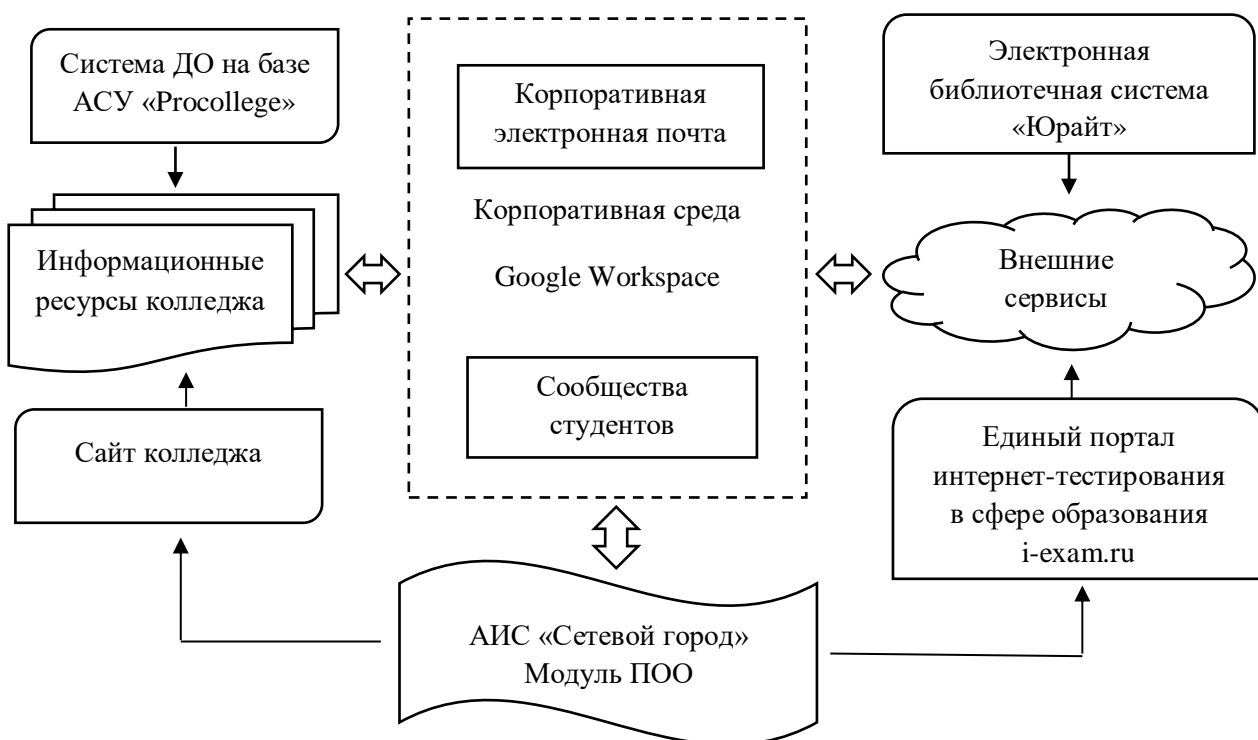 Система ДО на базе
АСУ «Procollege»
Корпоративная
электронная почта
Электронная
библиотечная система
«Юрайт»
Информационные
ресурсы колледжа
Корпоративная среда
Google Workspace
Внешние
сервисы
Сайт колледжа
Сообщества
студентов
Единый портал
интернет-тестирования
в сфере образования
i-exam.ru
АИС «Сетевой город»
Модуль ПОО